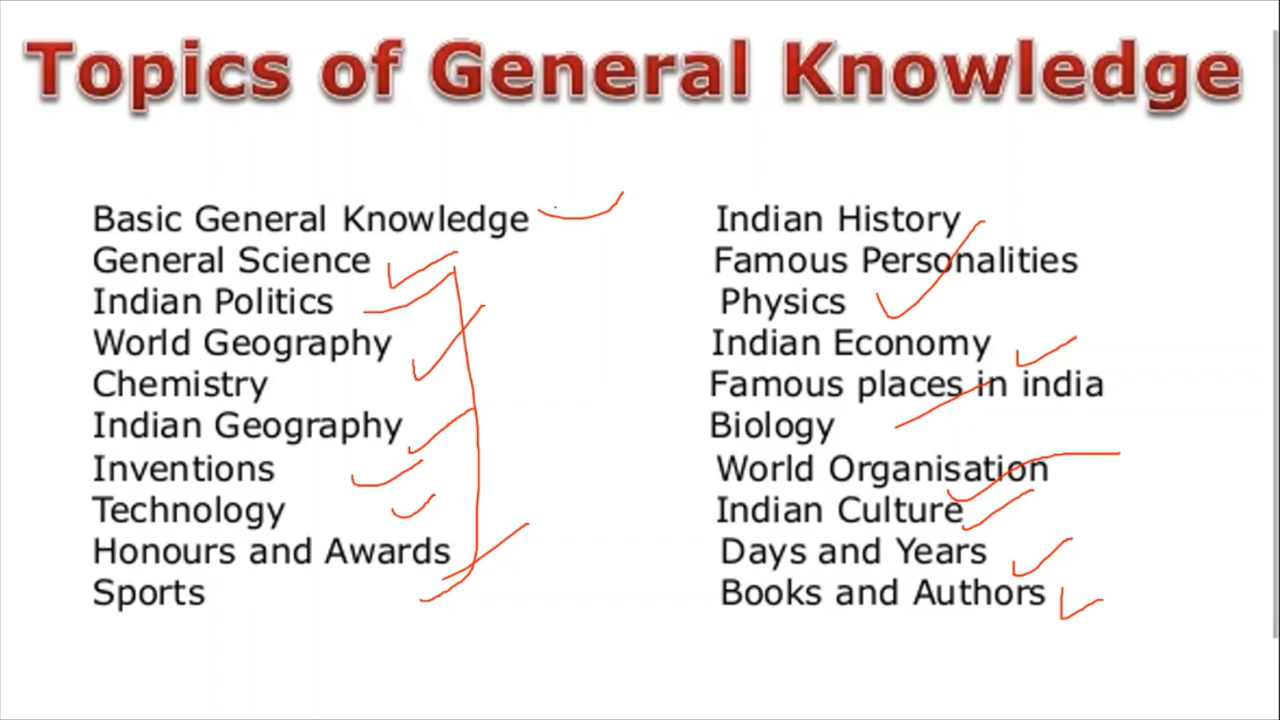 Topics of General Knowledge
Basic General Knowledge
General Science
Indian Politics
World Geography
Chemistry
Indian Geography
Inventions
Technology
Honours and Awards
Sports
Indian History
Famous Personalities
Physics
Indian Economy
Famous places in india
Biology
World Organisation
Indian Culture
Days and Years
Books and Authors